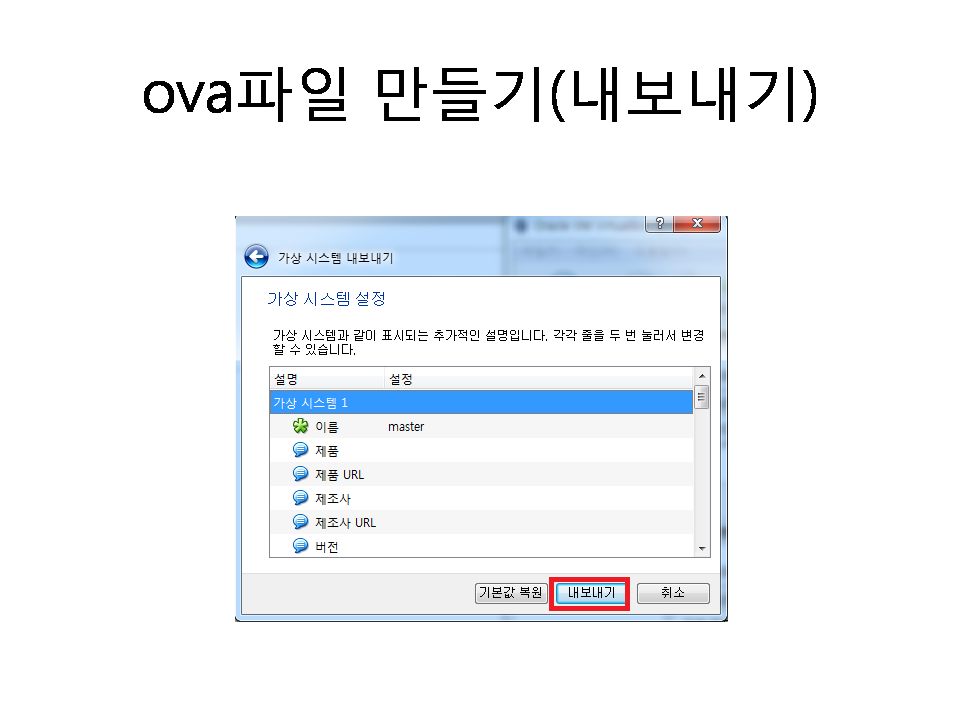 ova파일 만들기(내보내기)
가상 시스템 내보내기
가상 시스템 설정
가상 시스템과 같이 표시되는 추가적인 설명입니다. 각각 줄을 두 번 눌러서 변경
할 수 있습니다.
설명 설정
가상 시스템 1
이름 master
제품
제품 URL
제조사
제조사 URL
버전
기본값 복원 내보내기 취소